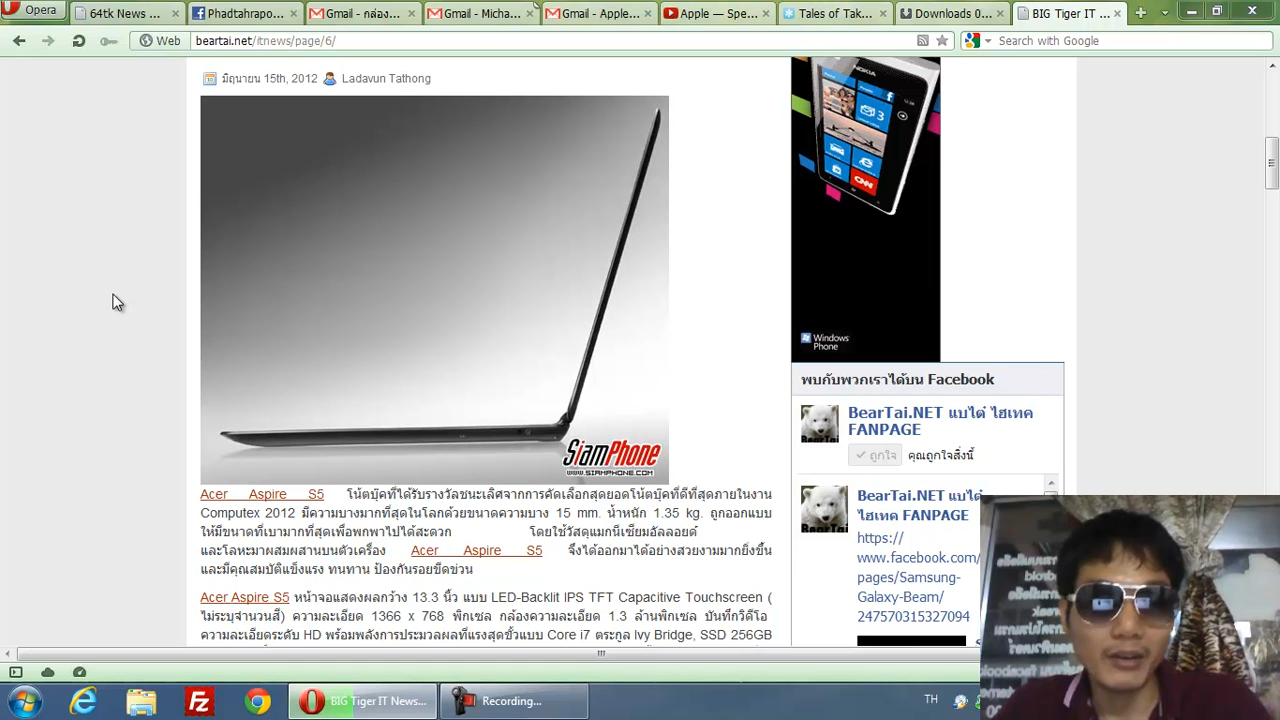 Opera
64tk News ...
Phadtahrapo...
Gmail - กล่อง...
Gmail - Micha...
Gmail - Apple...
Apple — Spe...
Tales of Tak...
Downloads 0...
BIG Tiger IT ...
Web
beartai.net/itnews/page/6/
Search with Google
มิถุนายน 15th, 2012 Ladavun Tathong
NOKIA
3
CNN
Windows
Phone
SiamPhone
WWW.SIAMPHONE.COM
Acer Aspire S5 โน้ตบุ๊คที่ได้รับรางวัลชนะเลิศจากการคัดเลือกสุดยอดโน้ตบุ๊คที่ดีที่สุดภายในงาน
Computex 2012 มีความบางมากที่สุดในโลกด้วยขนาดความบาง 15 mm. น้ำหนัก 1.35 kg. ถูกออกแบบ
ให้มีขนาดที่เบามากที่สุดเพื่อพกพาไปได้สะดวก โดยใช้วัสดุแมกนี้เซี่ยมอัลลอยด์
และโลหะมาผสมผสานบนตัวเครื่อง Acer Aspire S5 จึงได้ออกมาได้อย่างสวยงามมากยิ่งขึ้น
และมีคุณสมบัติแข็งแรง ทนทาน ป้องกันรอยขีดข่วน
Acer Aspire S5 หน้าจอแสดงผลกว้าง 13.3 นิ้ว แบบ LED-Backlit IPS TFT Capacitive Touchscreen (
ไม่ระบุสำนวนสี) ความละเอียด 1366 x 768 พิกเซล กล้องความละเอียด 1.3 ล้านพิกเซล บันทึกวิดีโอ
ความละเอียดระดับ HD พร้อมพลังการประมวลผลที่แรงสุดขั้วแบบ Core i7 ตระกูล Ivy Bridge, SSD 256GB
พบกับพวกเราได้บน Facebook
BearTai.NET แบไต๋ ไฮเทค
FANPAGE
ถูกใจ คุณถูกใจสิ่งนี้
BearTai.NET แบไต๋
ไฮเทค FANPAGE
https://
www.facebook.com/
pages/Samsung-
Galaxy-Beam/
247570315327094
BIG Tiger IT News...
Recording...
TH